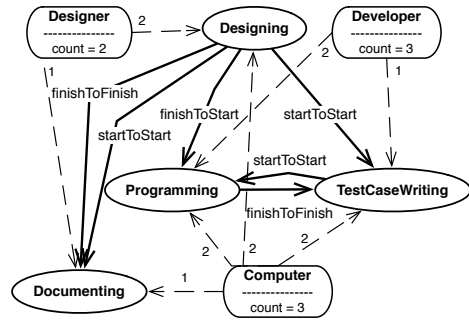 Designer
---------------
count = 2
2
Designing
Developer
---------------
count = 3
2
1
1
finishToFinish
startToStart
finishToStart
startToStart
startToStart
Programming
TestCaseWriting
finishToFinish
2
2
2
Documenting
1
Computer
---------------
count = 3